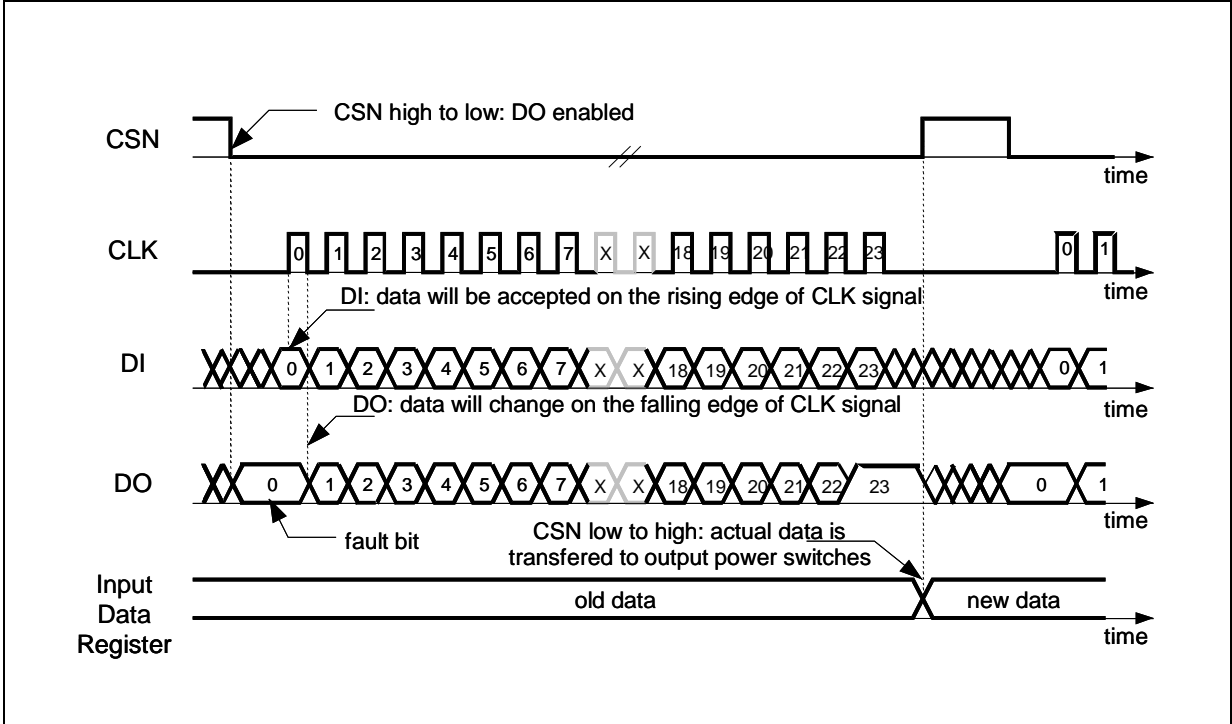 CSN high to low: DO enabled
CSN
time
CLK
0 1 2 3 4 5 6 7 X X 18 19 20 21 22 23 0 1
time
DI: data will be accepted on the rising edge of CLK signal
DI
0 1 2 3 4 5 6 7 X X 18 19 20 21 22 23 0 1
time
DO: data will change on the falling edge of CLK signal
DO
0 1 2 3 4 5 6 7 X X 18 19 20 21 22 23 0 1
time
fault bit
CSN low to high: actual data is
transfered to output power switches
Input
Data
Register
old data
new data
time